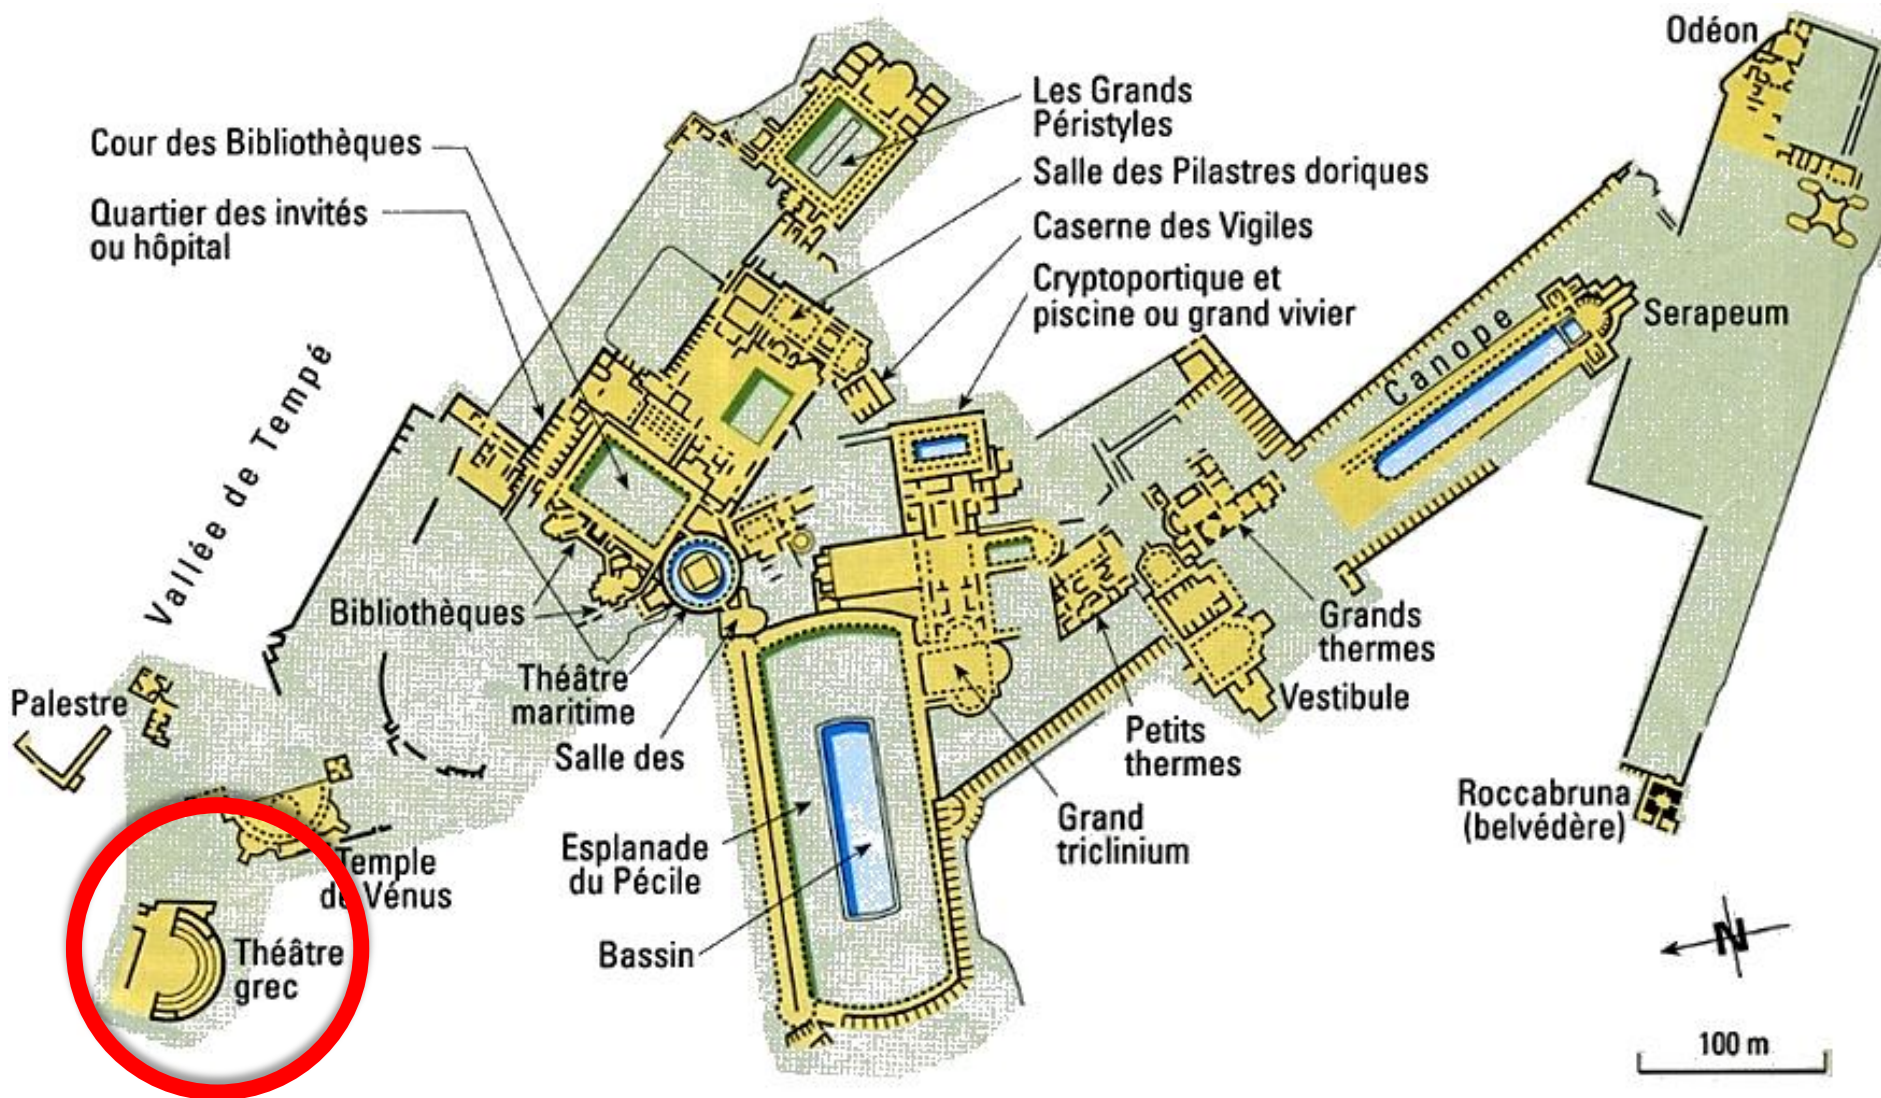 Odéon
Les Grands
Péristyles
Cour des Bibliothèques
Salle des Pilastres doriques
Quartier des invités
ou hôpital
Caserne des Vigiles
Cryptoportique et
piscine ou grand vivier
Serapeum
Canope
Vallée de Tempé
Bibliothèques
Grands
thermes
Théâtre
maritime
Palestre
Vestibule
Salle des
Petits
thermes
Roccabruna
(belvédère)
Grand
triclinium
Esplanade
du Pécile
Temple
de Vénus
Bassin
Théâtre
grec
N
100 m